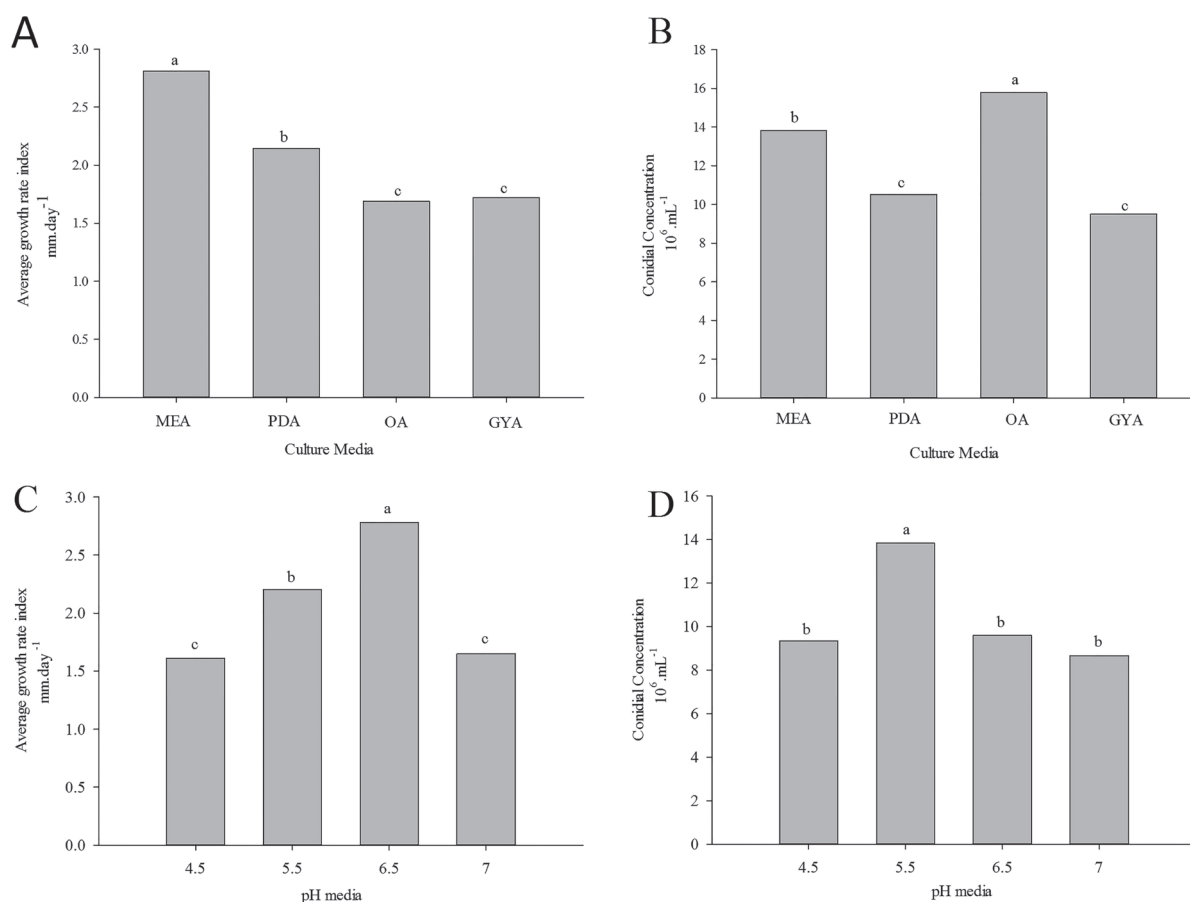 A
3.0
2.5
2.0
1.5
1.0
0.5
0.0
Average growth rate index
mm.day-1
a
b
c
c
MEA PDA OA GYA
Culture Media
B
18
16
14
12
10
8
6
4
2
0
Conidial Concentration
10^6.mL^-1
b
c
a
c
MEA PDA OA GYA
Culture Media
C
3.0
2.5
2.0
1.5
1.0
0.5
0.0
Average growth rate index
mm.day^-1
c
b
a
c
4.5 5.5 6.5 7
pH media
D
16
14
12
10
8
6
4
2
0
Conidial Concentration
10^6.mL^-1
b
a
b
b
4.5 5.5 6.5 7
pH media